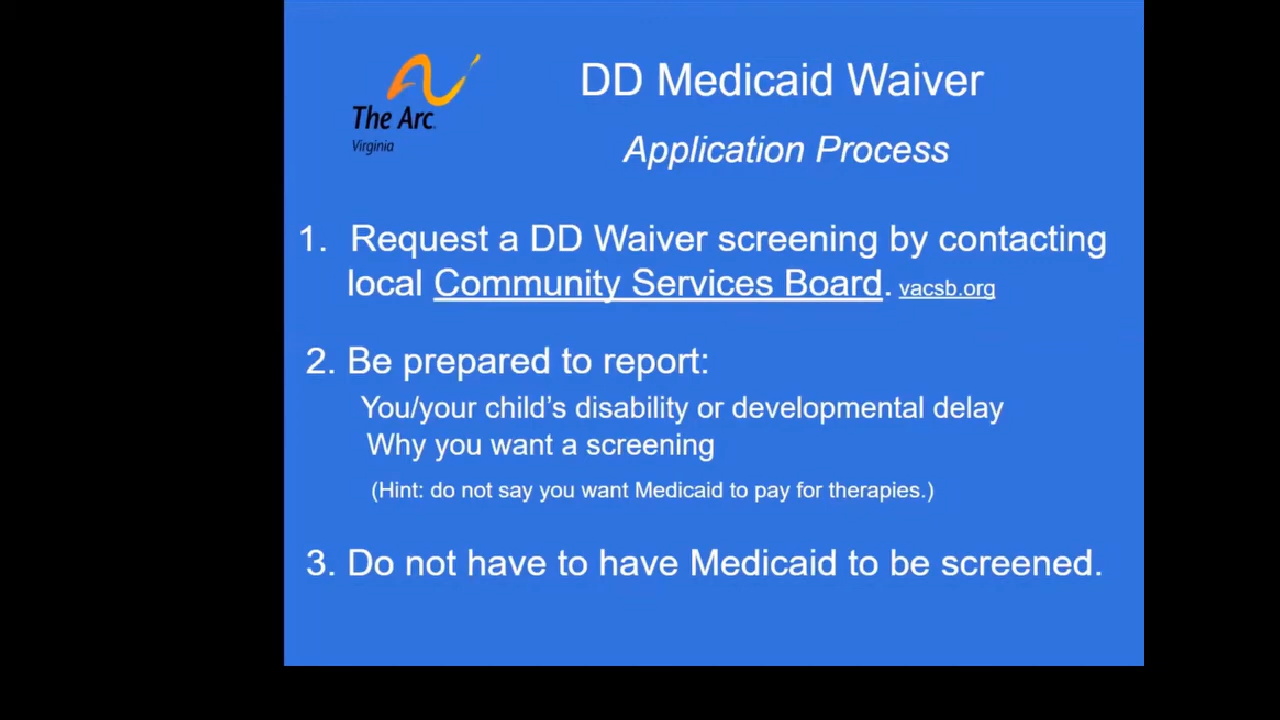 The Arc.
Virginia
DD Medicaid Waiver
Application Process
1. Request a DD Waiver screening by contacting
local Community Services Board. vacsb.org
2. Be prepared to report:
You/your child’s disability or developmental delay
Why you want a screening
(Hint: do not say you want Medicaid to pay for therapies.)
3. Do not have to have Medicaid to be screened.